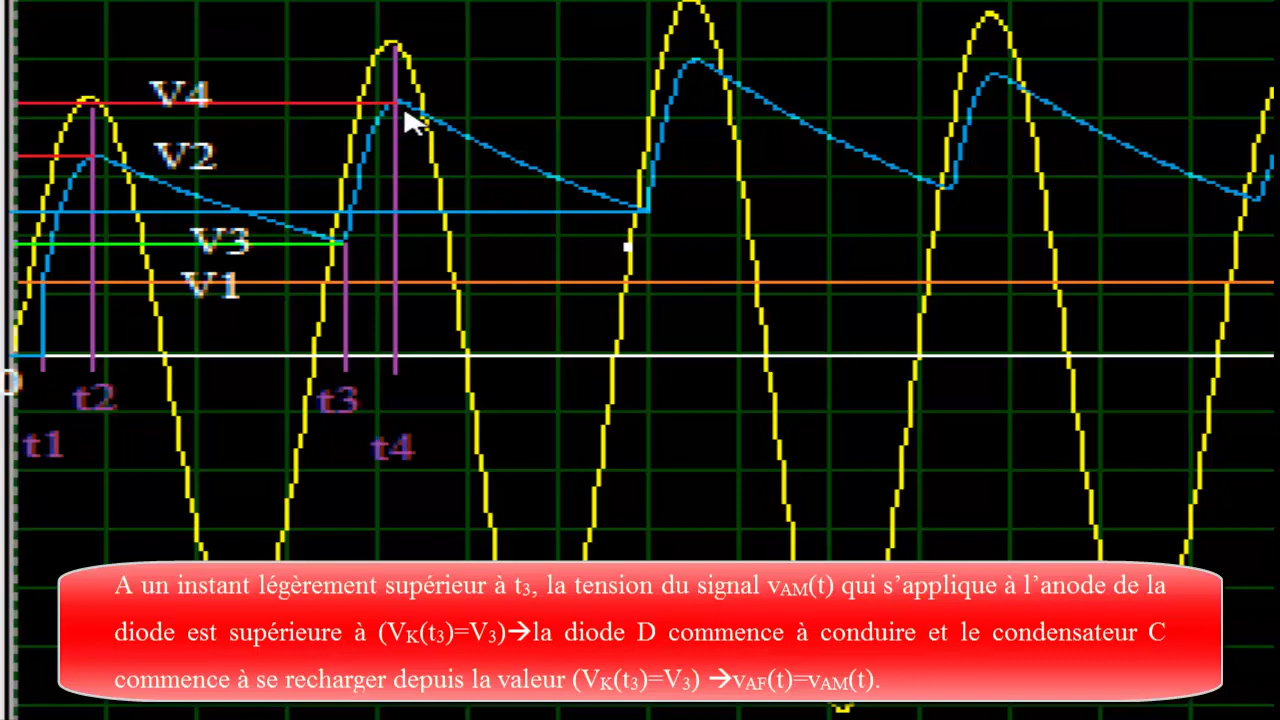 V4
V2
V3
V1
t2
t3
t1
t4
A un instant légèrement supérieur à t₃, la tension du signal vAM(t) qui s’applique à l’anode de la
diode est supérieure à (VK(t₃)=V₃)→la diode D commence à conduire et le condensateur C
commence à se recharger depuis la valeur (VK(t₃)=V₃) →vAF(t)=vAM(t).